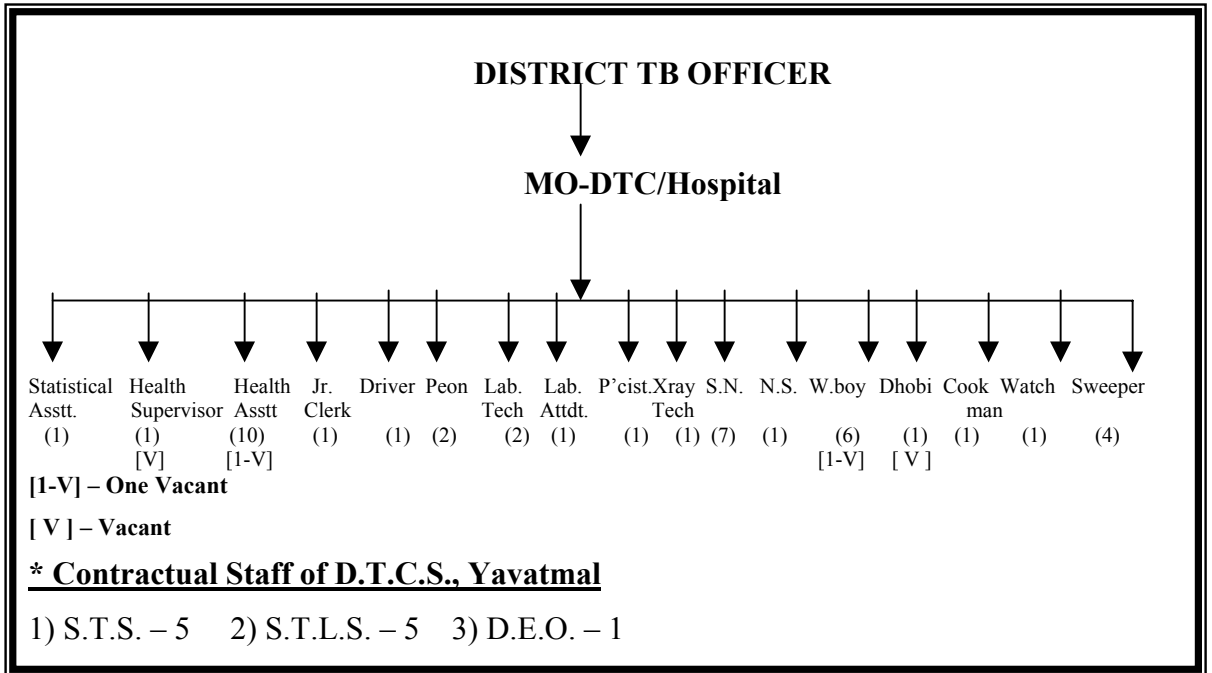 DISTRICT TB OFFICER
MO-DTC/Hospital
Statistical Health Health Jr. Driver Peon Lab. Lab. P’cist. Xray S.N. N.S. W.boy Dhobi Cook Watch Sweeper
Asstt. Supervisor Asstt Clerk Tech Attdt. Tech man
(1) (1) (10) (1) (1) (2) (2) (1) (1) (1) (7) (1) (6) (1) (1) (1) (4)
[V] [1-V] [1-V] [ V ]
[1-V] – One Vacant
[ V ] – Vacant
* Contractual Staff of D.T.C.S., Yavatmal
1) S.T.S. – 5 2) S.T.L.S. – 5 3) D.E.O. – 1